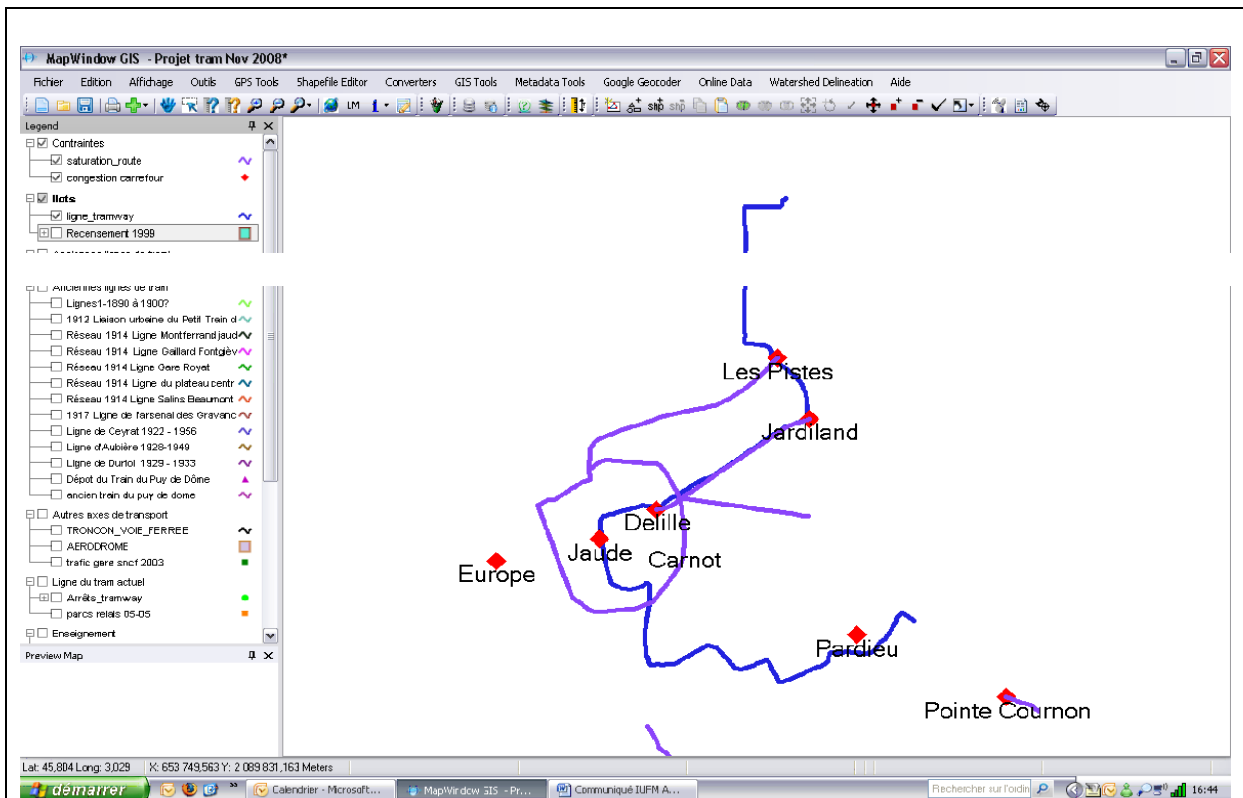 MapWindow GIS - Projet tram Nov 2008*
Fichier Edition Affichage Outils GPS Tools Shapefile Editor Converters GIS Tools Metadata Tools Google Geocoder Online Data Watershed Delineation Aide
Legend
Contraintes
saturation_route
congestion carrefour
Ilots
ligne_tramway
Recensement 1999
Anciennes lignes de tram
Lignes1-1890 à 1900?
1912 Liaison urbaine du Petit Train d
Réseau 1914 Ligne Montferrand jaud
Réseau 1914 Ligne Gaillard Fontgièv
Réseau 1914 Ligne Gare Royat
Réseau 1914 Ligne du plateau centr
Réseau 1914 Ligne Salins Beaumont
1917 Ligne de l'arsenal des Gravanc
Ligne de Ceyrat 1922 - 1956
Ligne d'Aubière 1928-1949
Ligne de Durtol 1929 - 1933
Dépot du Train du Puy de Dôme
ancien train du puy de dome
Autres axes de transport
TRONCON_VOIE_FERREE
AERODROME
trafic gare sncf 2003
Ligne du tram actuel
Arrêts_tramway
parcs relais 05-05
Enseignement
Preview Map
Les Pistes
Jardiland
Delille
Jaude
Carnot
Europe
Pardieu
Pointe Cournon
Lat: 45,804 Long: 3,029 X: 653 749,563 Y: 2 089 831,163 Meters
démarrer
Calendrier - Microsoft...
MapWindow GIS - Pr...
Communiqué IUFM A...
Rechercher sur l'ordin
16:44